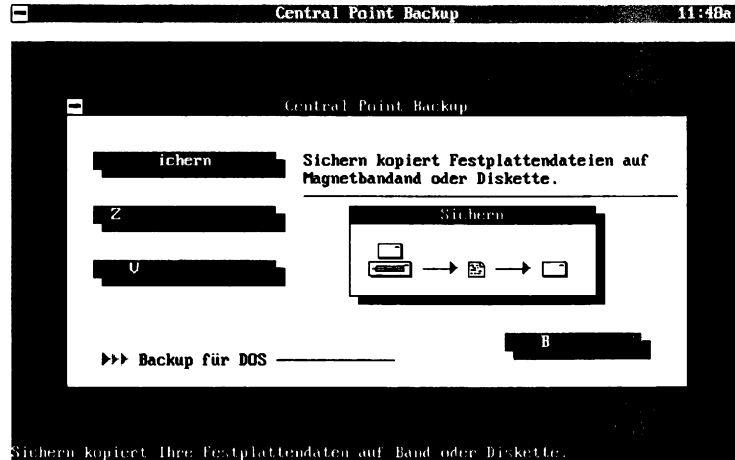 Central Point Backup 11:48a
Central Point Backup
ichern
Sichern kopiert Festplattendateien auf
Magnetbandand oder Diskette.
Z
Sichern
V
B
▶▶▶ Backup für DOS
Sichern kopiert Ihre Festplattendaten auf Band oder Diskette.